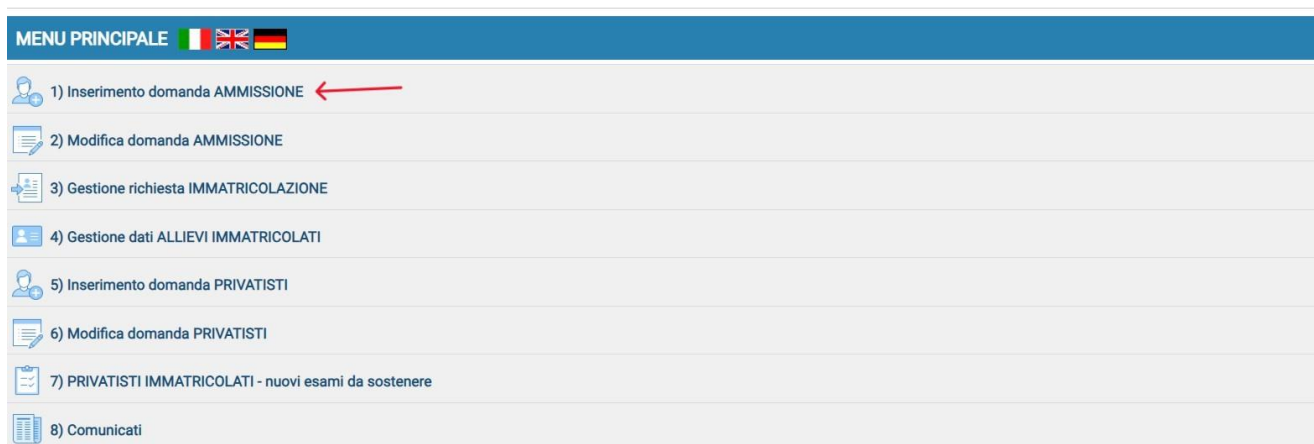 MENU PRINCIPALE
1) Inserimento domanda AMMISSIONE
2) Modifica domanda AMMISSIONE
3) Gestione richiesta IMMATRICOLAZIONE
4) Gestione dati ALLIEVI IMMATRICOLATI
5) Inserimento domanda PRIVATISTI
6) Modifica domanda PRIVATISTI
7) PRIVATISTI IMMATRICOLATI - nuovi esami da sostenere
8) Comunicati